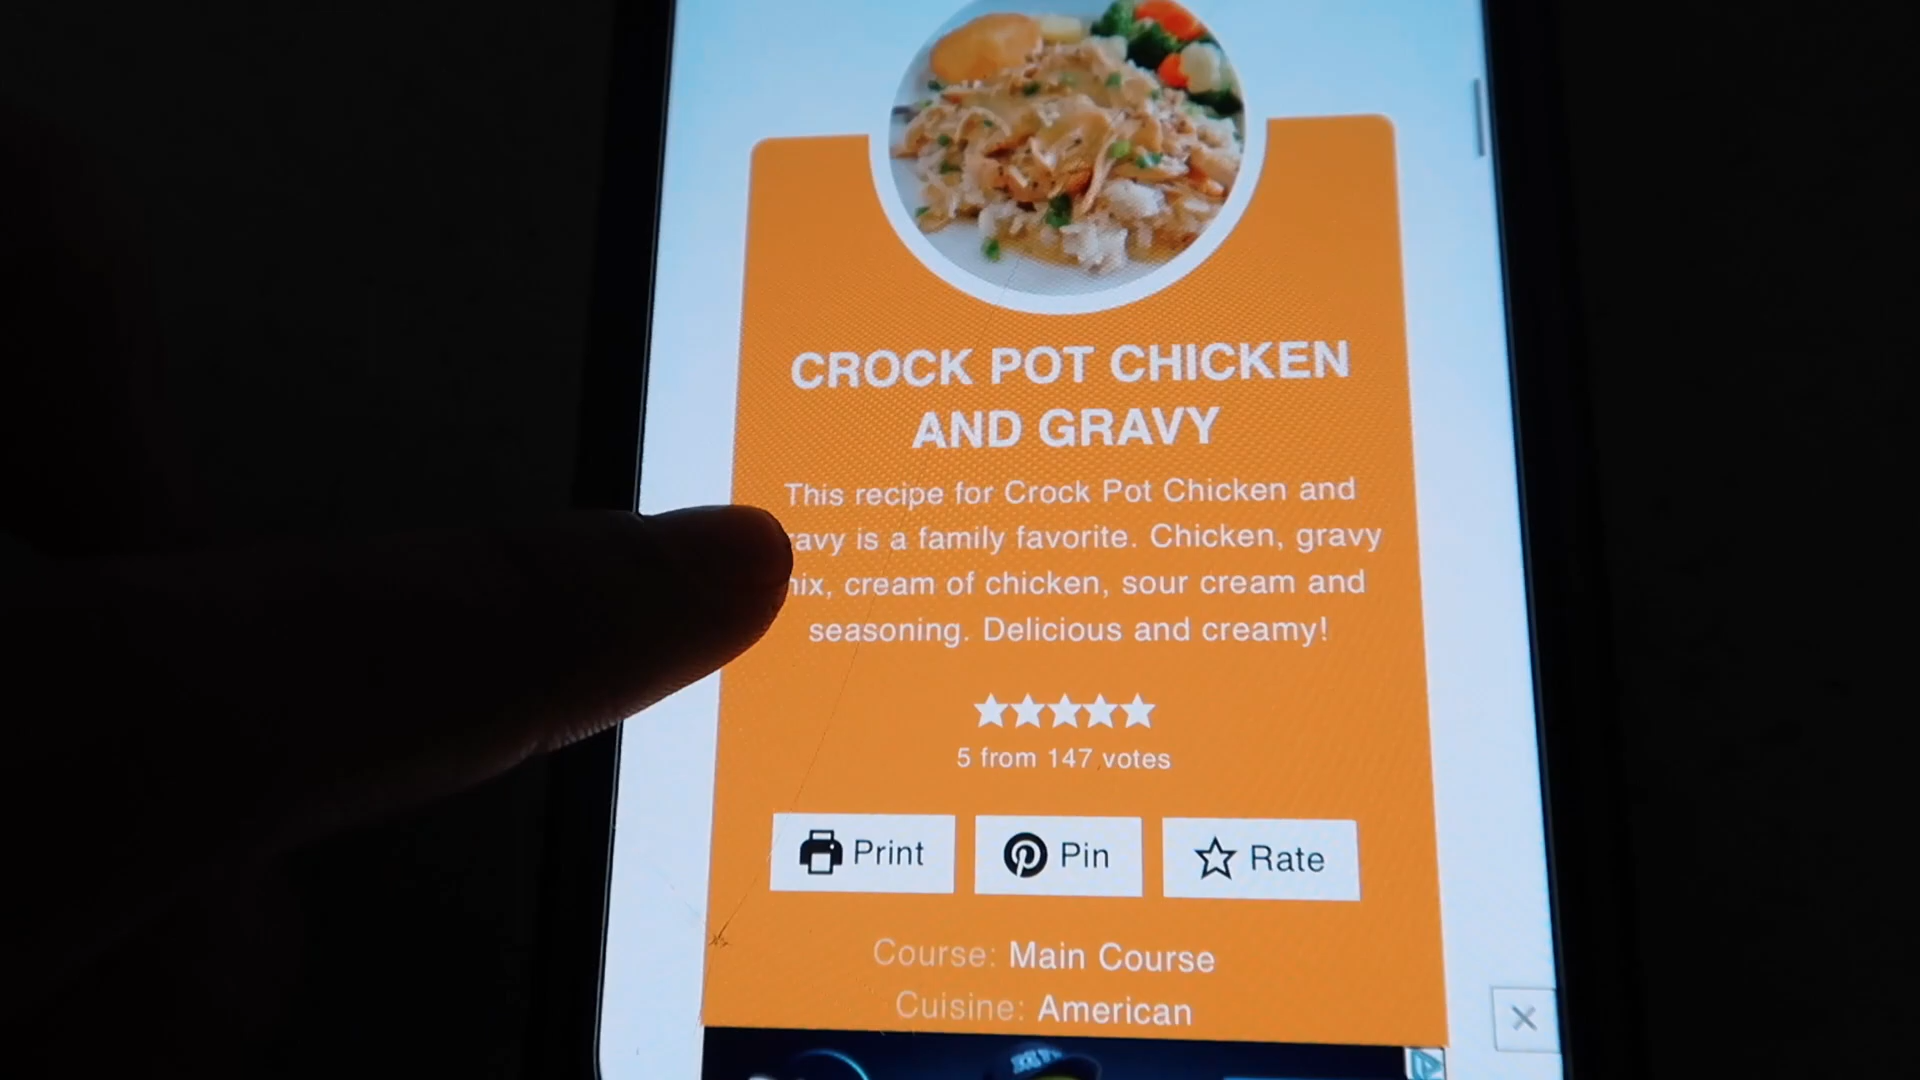 CROCK POT CHICKEN
AND GRAVY
This recipe for Crock Pot Chicken and
ravy is a family favorite. Chicken, gravy
ix, cream of chicken, sour cream and
seasoning. Delicious and creamy!
5 from 147 votes
Print
Pin
Rate
Course: Main Course
Cuisine: American